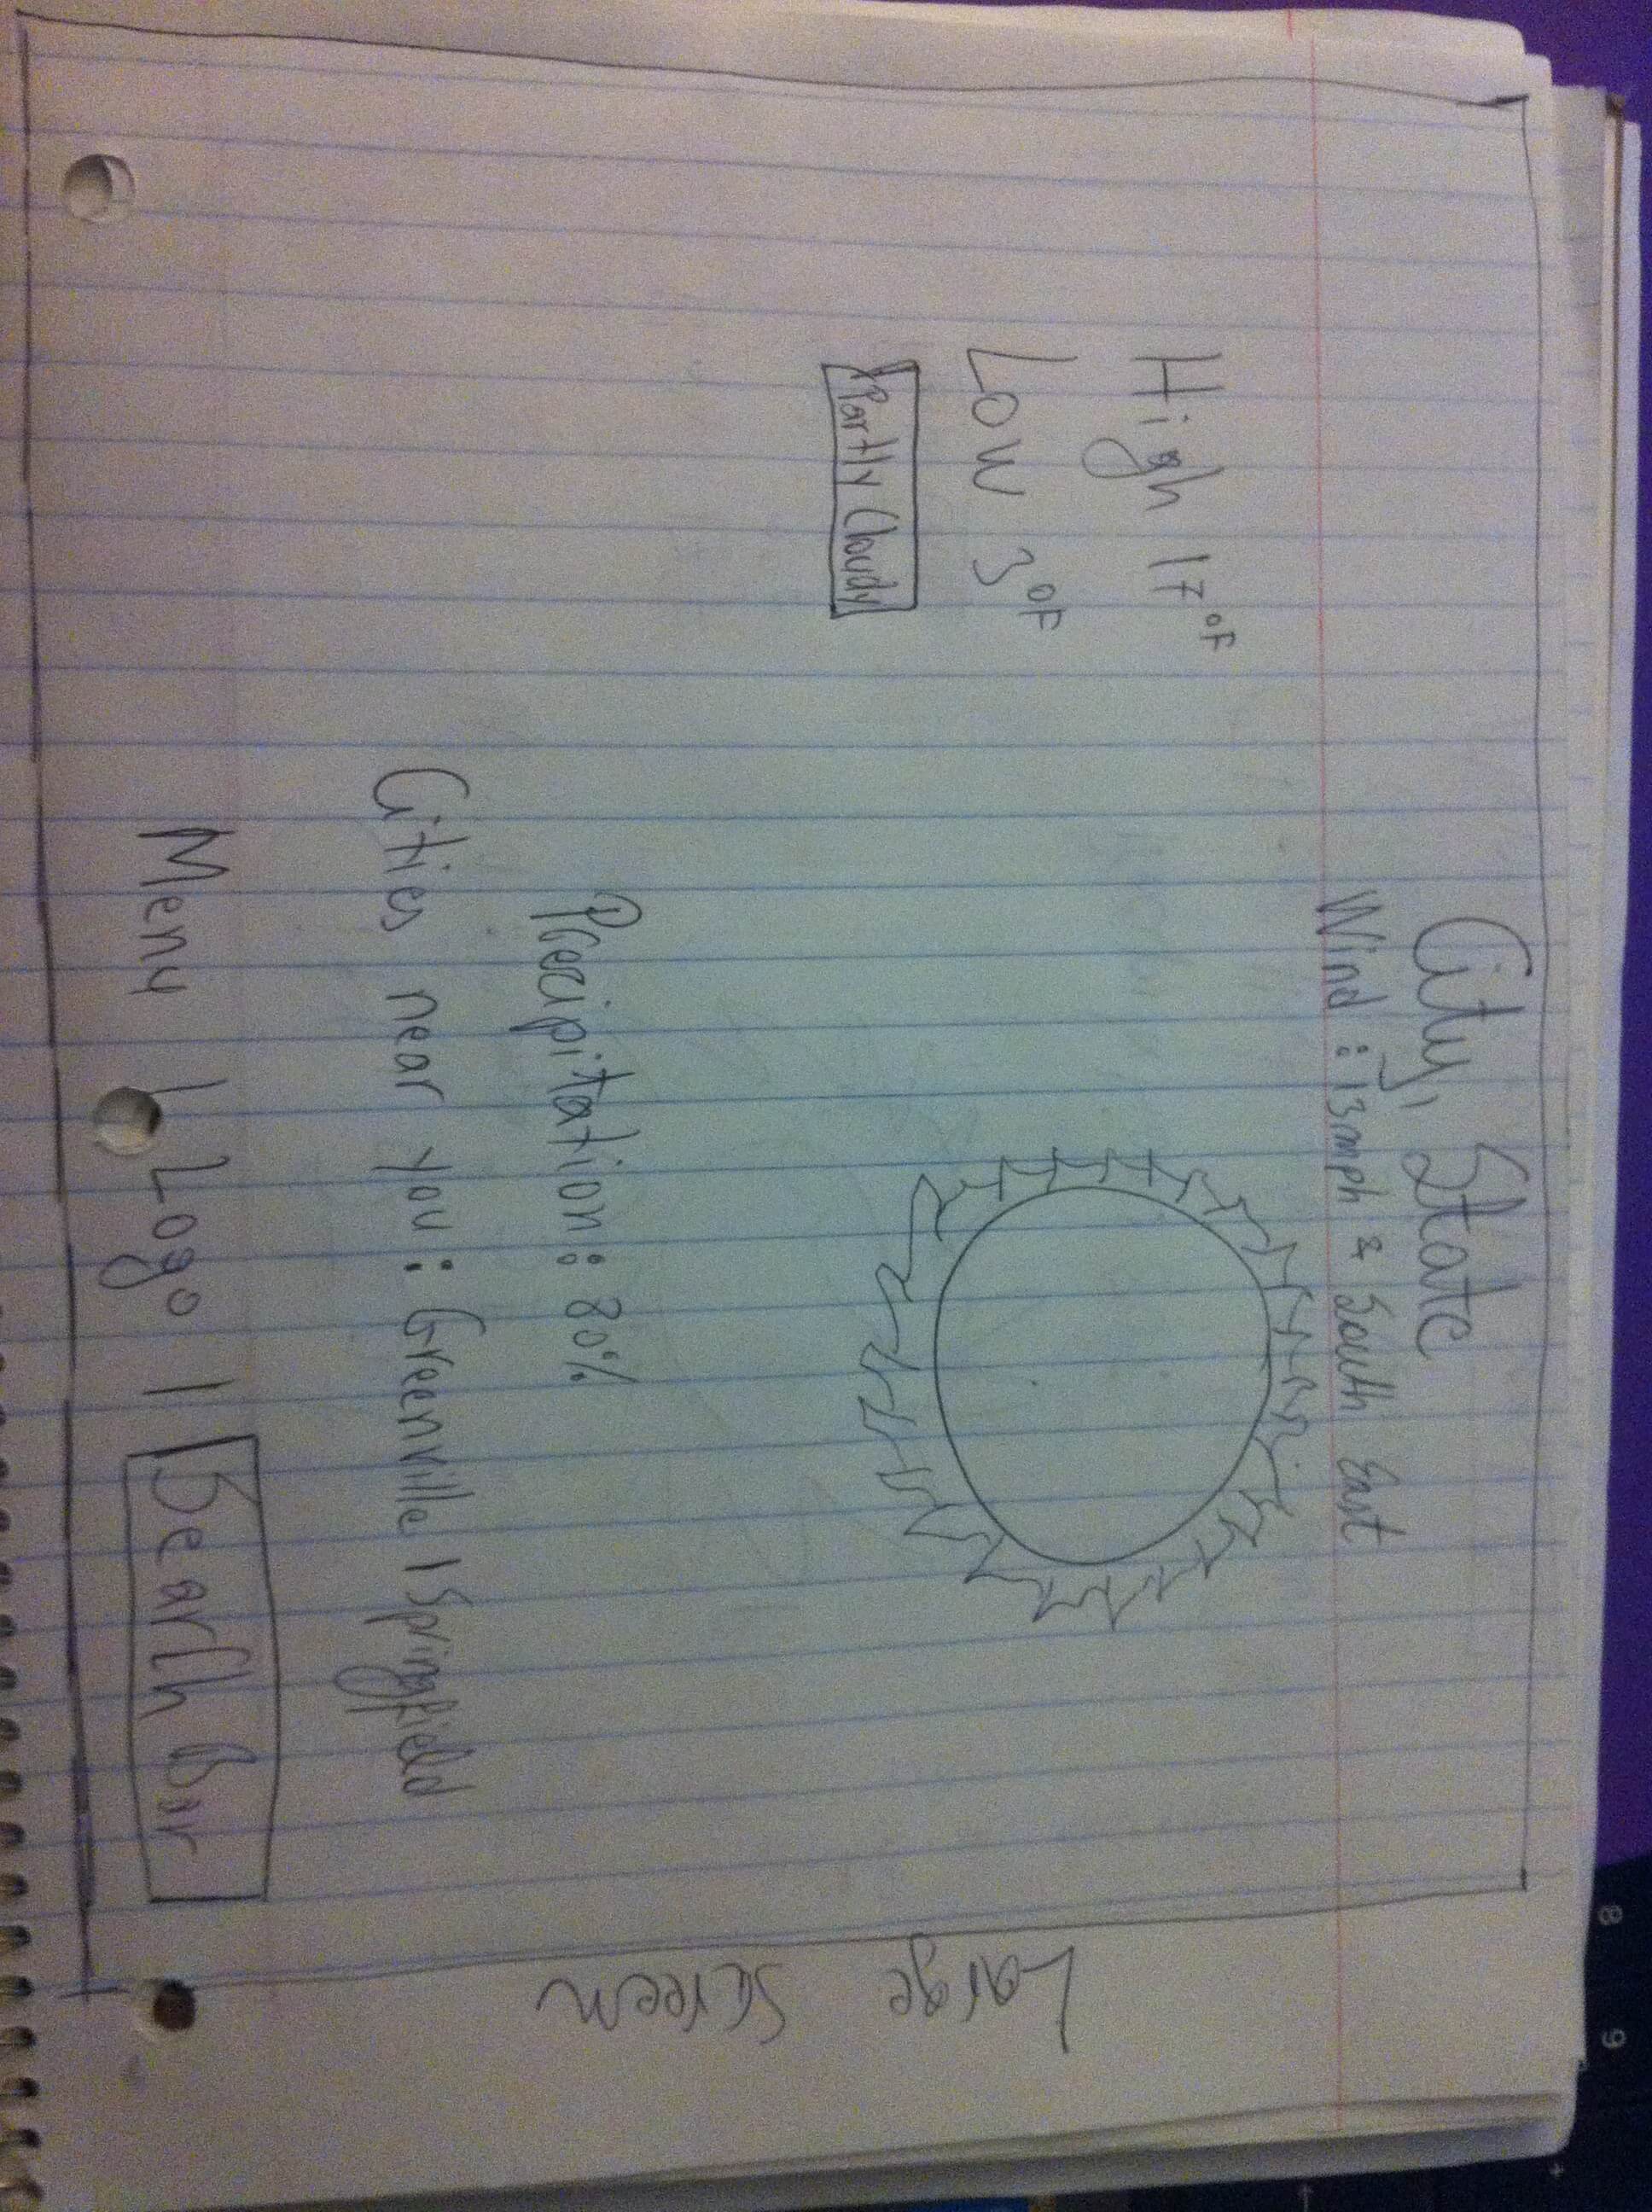 8 9
City, State
Wind : 13mph & South East
High 17°F
Low 3°F
Partly Cloudy
Precipitation: 80%
Cities near you: Greenville | Springfield
Menu | Logo | Search Bar
Large Screen